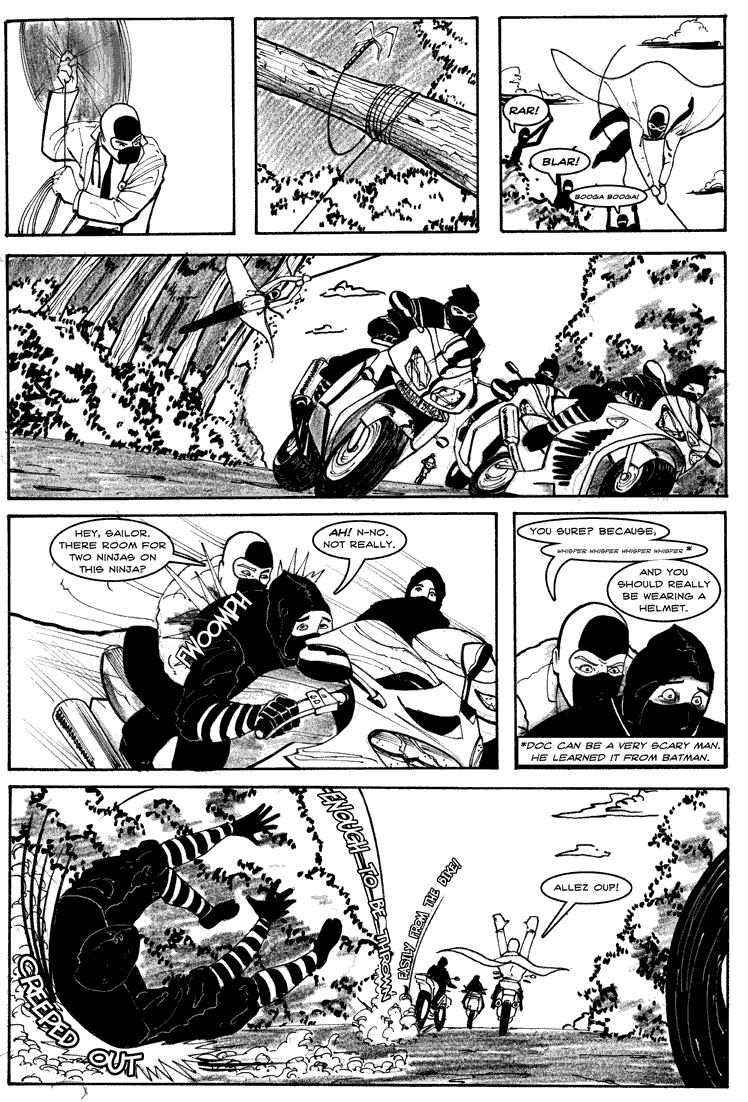 RAR!
BLAR!
BOOGA BOOGA!
HEY, SAILOR.
THERE ROOM FOR
TWO NINJAS ON
THIS NINJA?
AH! N-NO.
NOT REALLY.
FWOOMPH
YOU SURE? BECAUSE,
WHISPER WHISPER WHISPER WHISPER *
AND YOU
SHOULD REALLY
BE WEARING A
HELMET.
*DOC CAN BE A VERY SCARY MAN.
HE LEARNED IT FROM BATMAN.
CREEPED OUT
-ENOUGH-TO-BE-THROWN
EASILY FROM THE BIKE!
ALLEZ OUP!